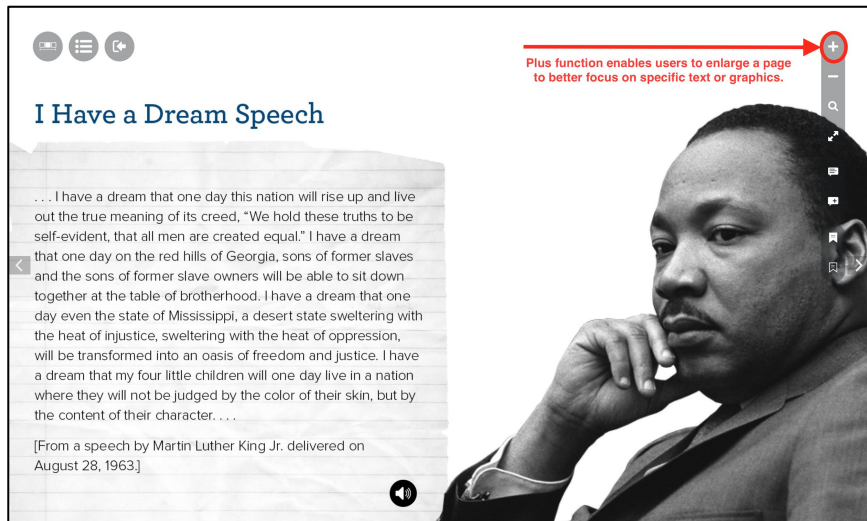 Plus function enables users to enlarge a page
to better focus on specific text or graphics.
I Have a Dream Speech
. . . I have a dream that one day this nation will rise up and live
out the true meaning of its creed, “We hold these truths to be
self-evident, that all men are created equal.” I have a dream
that one day on the red hills of Georgia, sons of former slaves
and the sons of former slave owners will be able to sit down
together at the table of brotherhood. I have a dream that one
day even the state of Mississippi, a desert state sweltering with
the heat of injustice, sweltering with the heat of oppression,
will be transformed into an oasis of freedom and justice. I have
a dream that my four little children will one day live in a nation
where they will not be judged by the color of their skin, but by
the content of their character. . . .
[From a speech by Martin Luther King Jr. delivered on
August 28, 1963.]